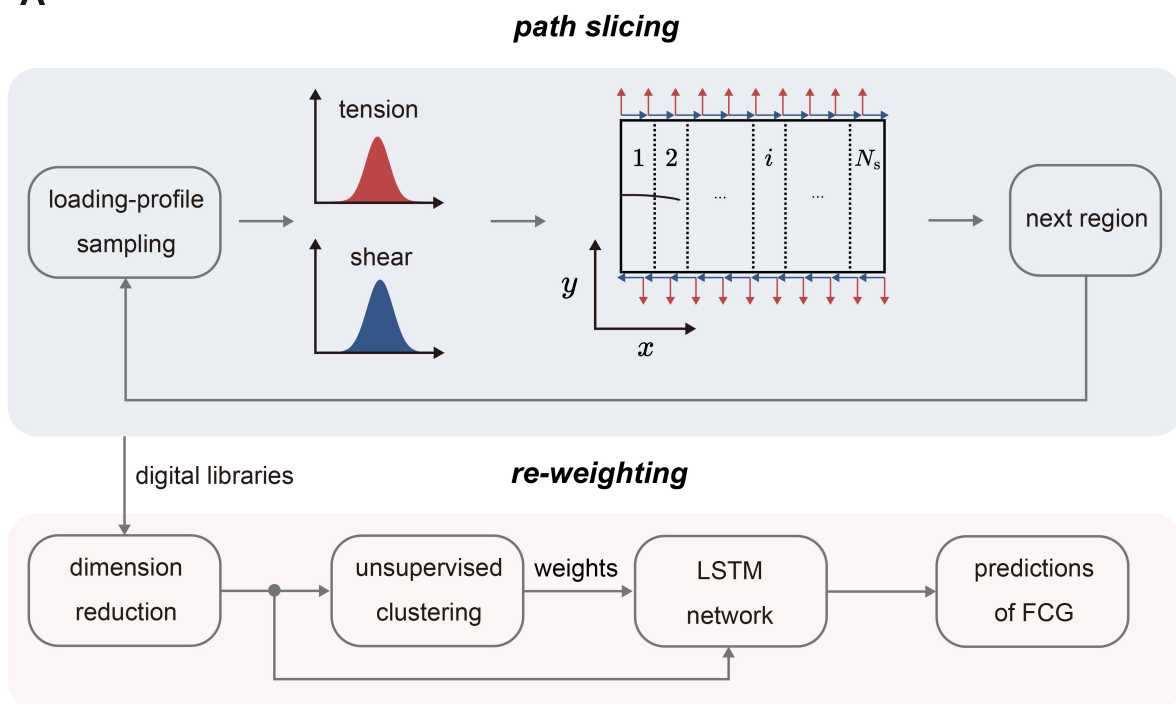 A
path slicing
tension
loading-profile
sampling
shear
1
2
...
i
...
Nₛ
y
x
next region
digital libraries
re-weighting
dimension
reduction
unsupervised
clustering
weights
LSTM
network
predictions
of FCG